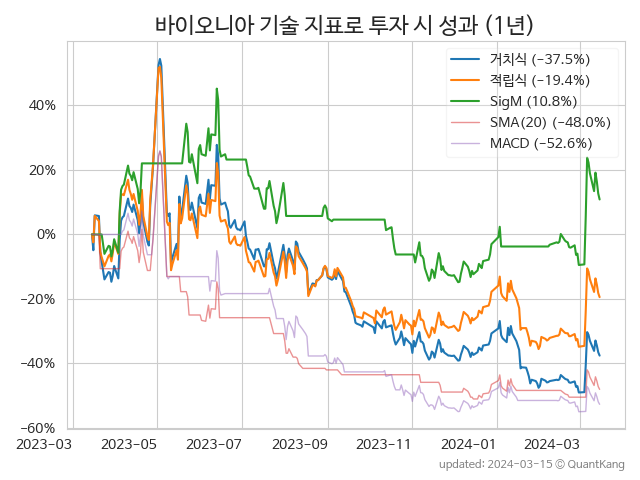 바이오니아 기술 지표로 투자 시 성과 (1년)
거치식 (−37.5%)
적립식 (−19.4%)
SigM (10.8%)
SMA(20) (−48.0%)
MACD (−52.6%)
40%
20%
0%
−20%
−40%
−60%
2023−03 2023−05 2023−07 2023−09 2023−11 2024−01 2024−03
updated: 2024−03−15 © QuantKang